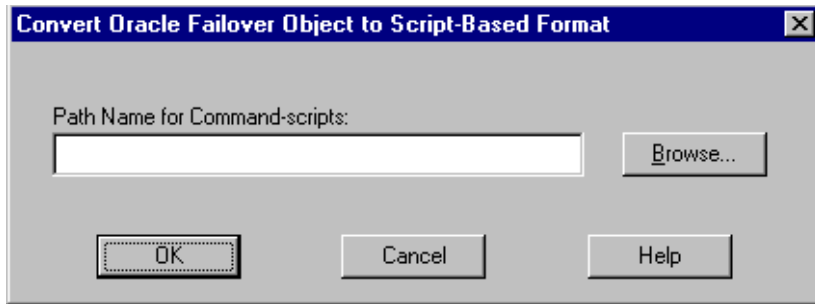 Convert Oracle Failover Object to Script-Based Format
Path Name for Command-scripts:
Browse...
OK Cancel Help